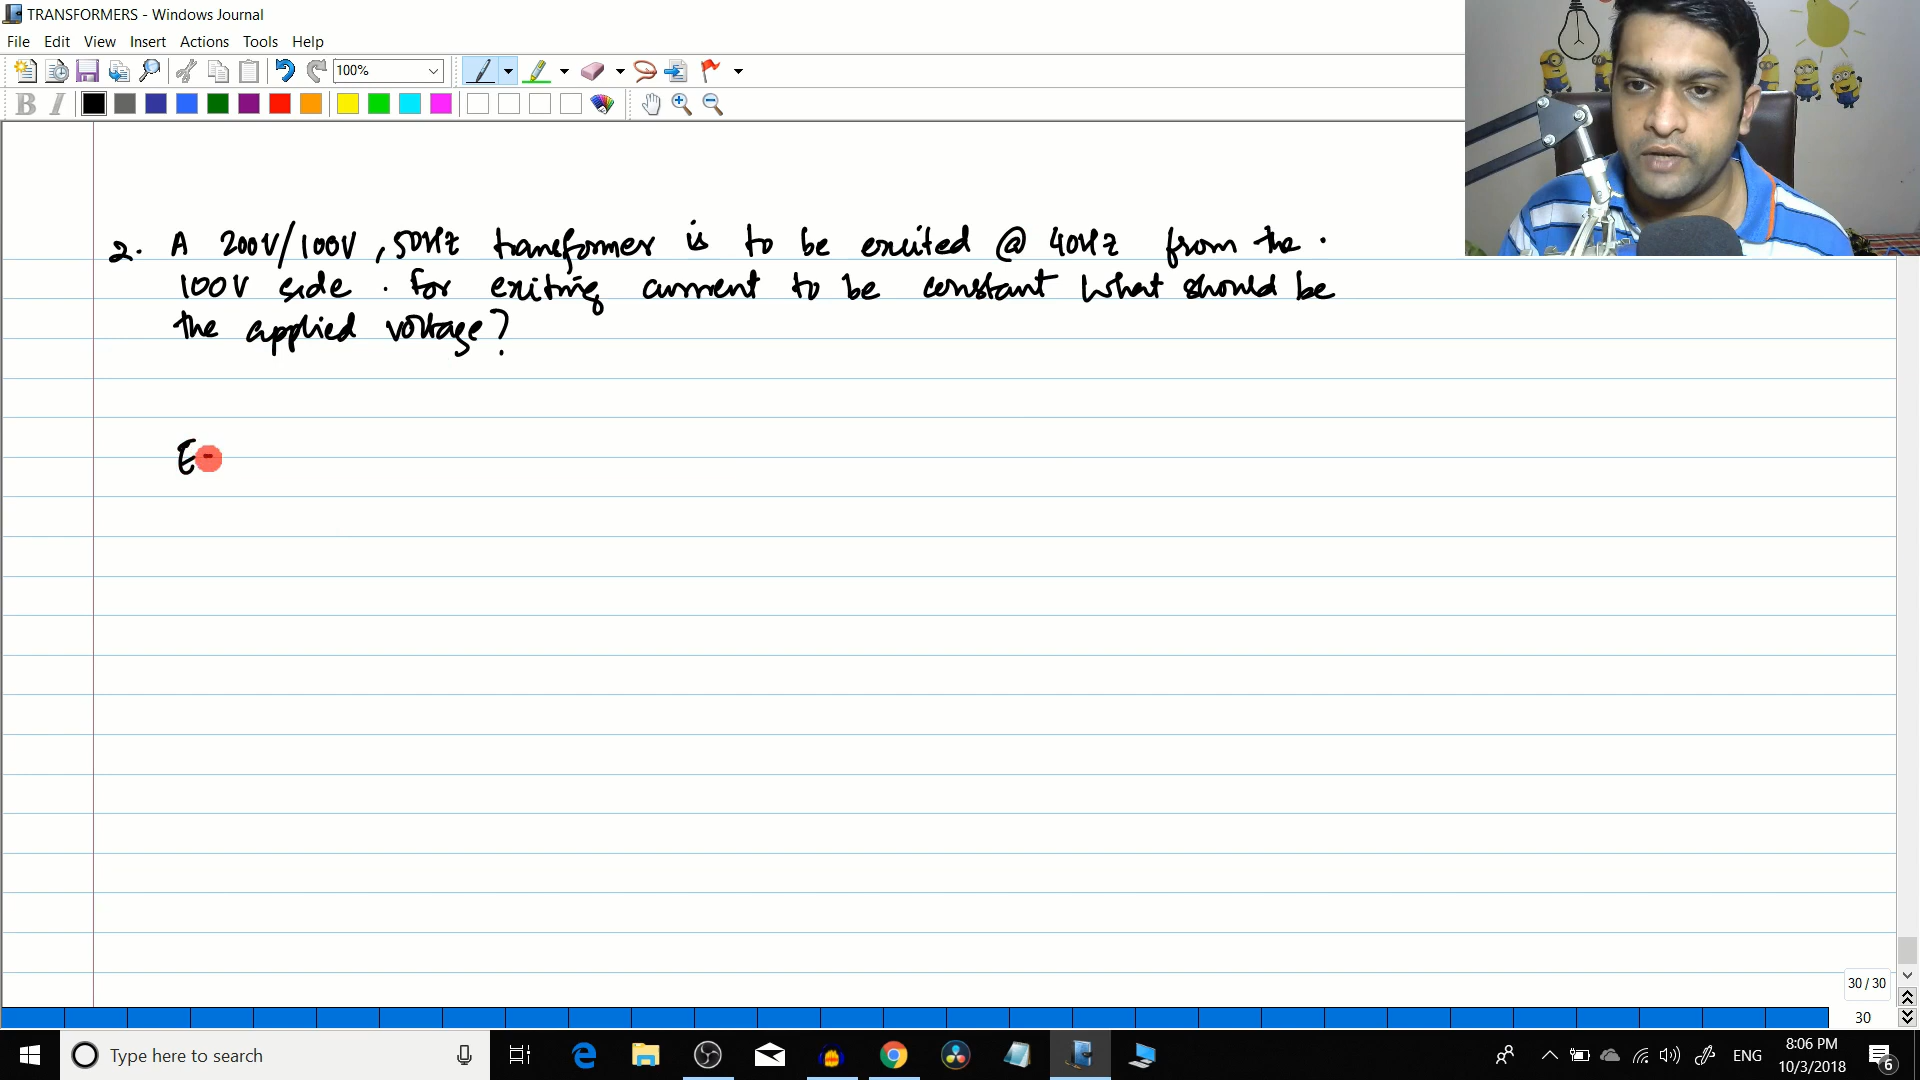 TRANSFORMERS - Windows Journal
File Edit View Insert Actions Tools Help
100%
B I
2. A 200V/100V, 50Hz transformer is to be excited @ 40Hz from the
100V side. For exiting current to be constant what should be
the applied voltage?
E
30 / 30
30
Type here to search
ENG
8:06 PM
10/3/2018
6